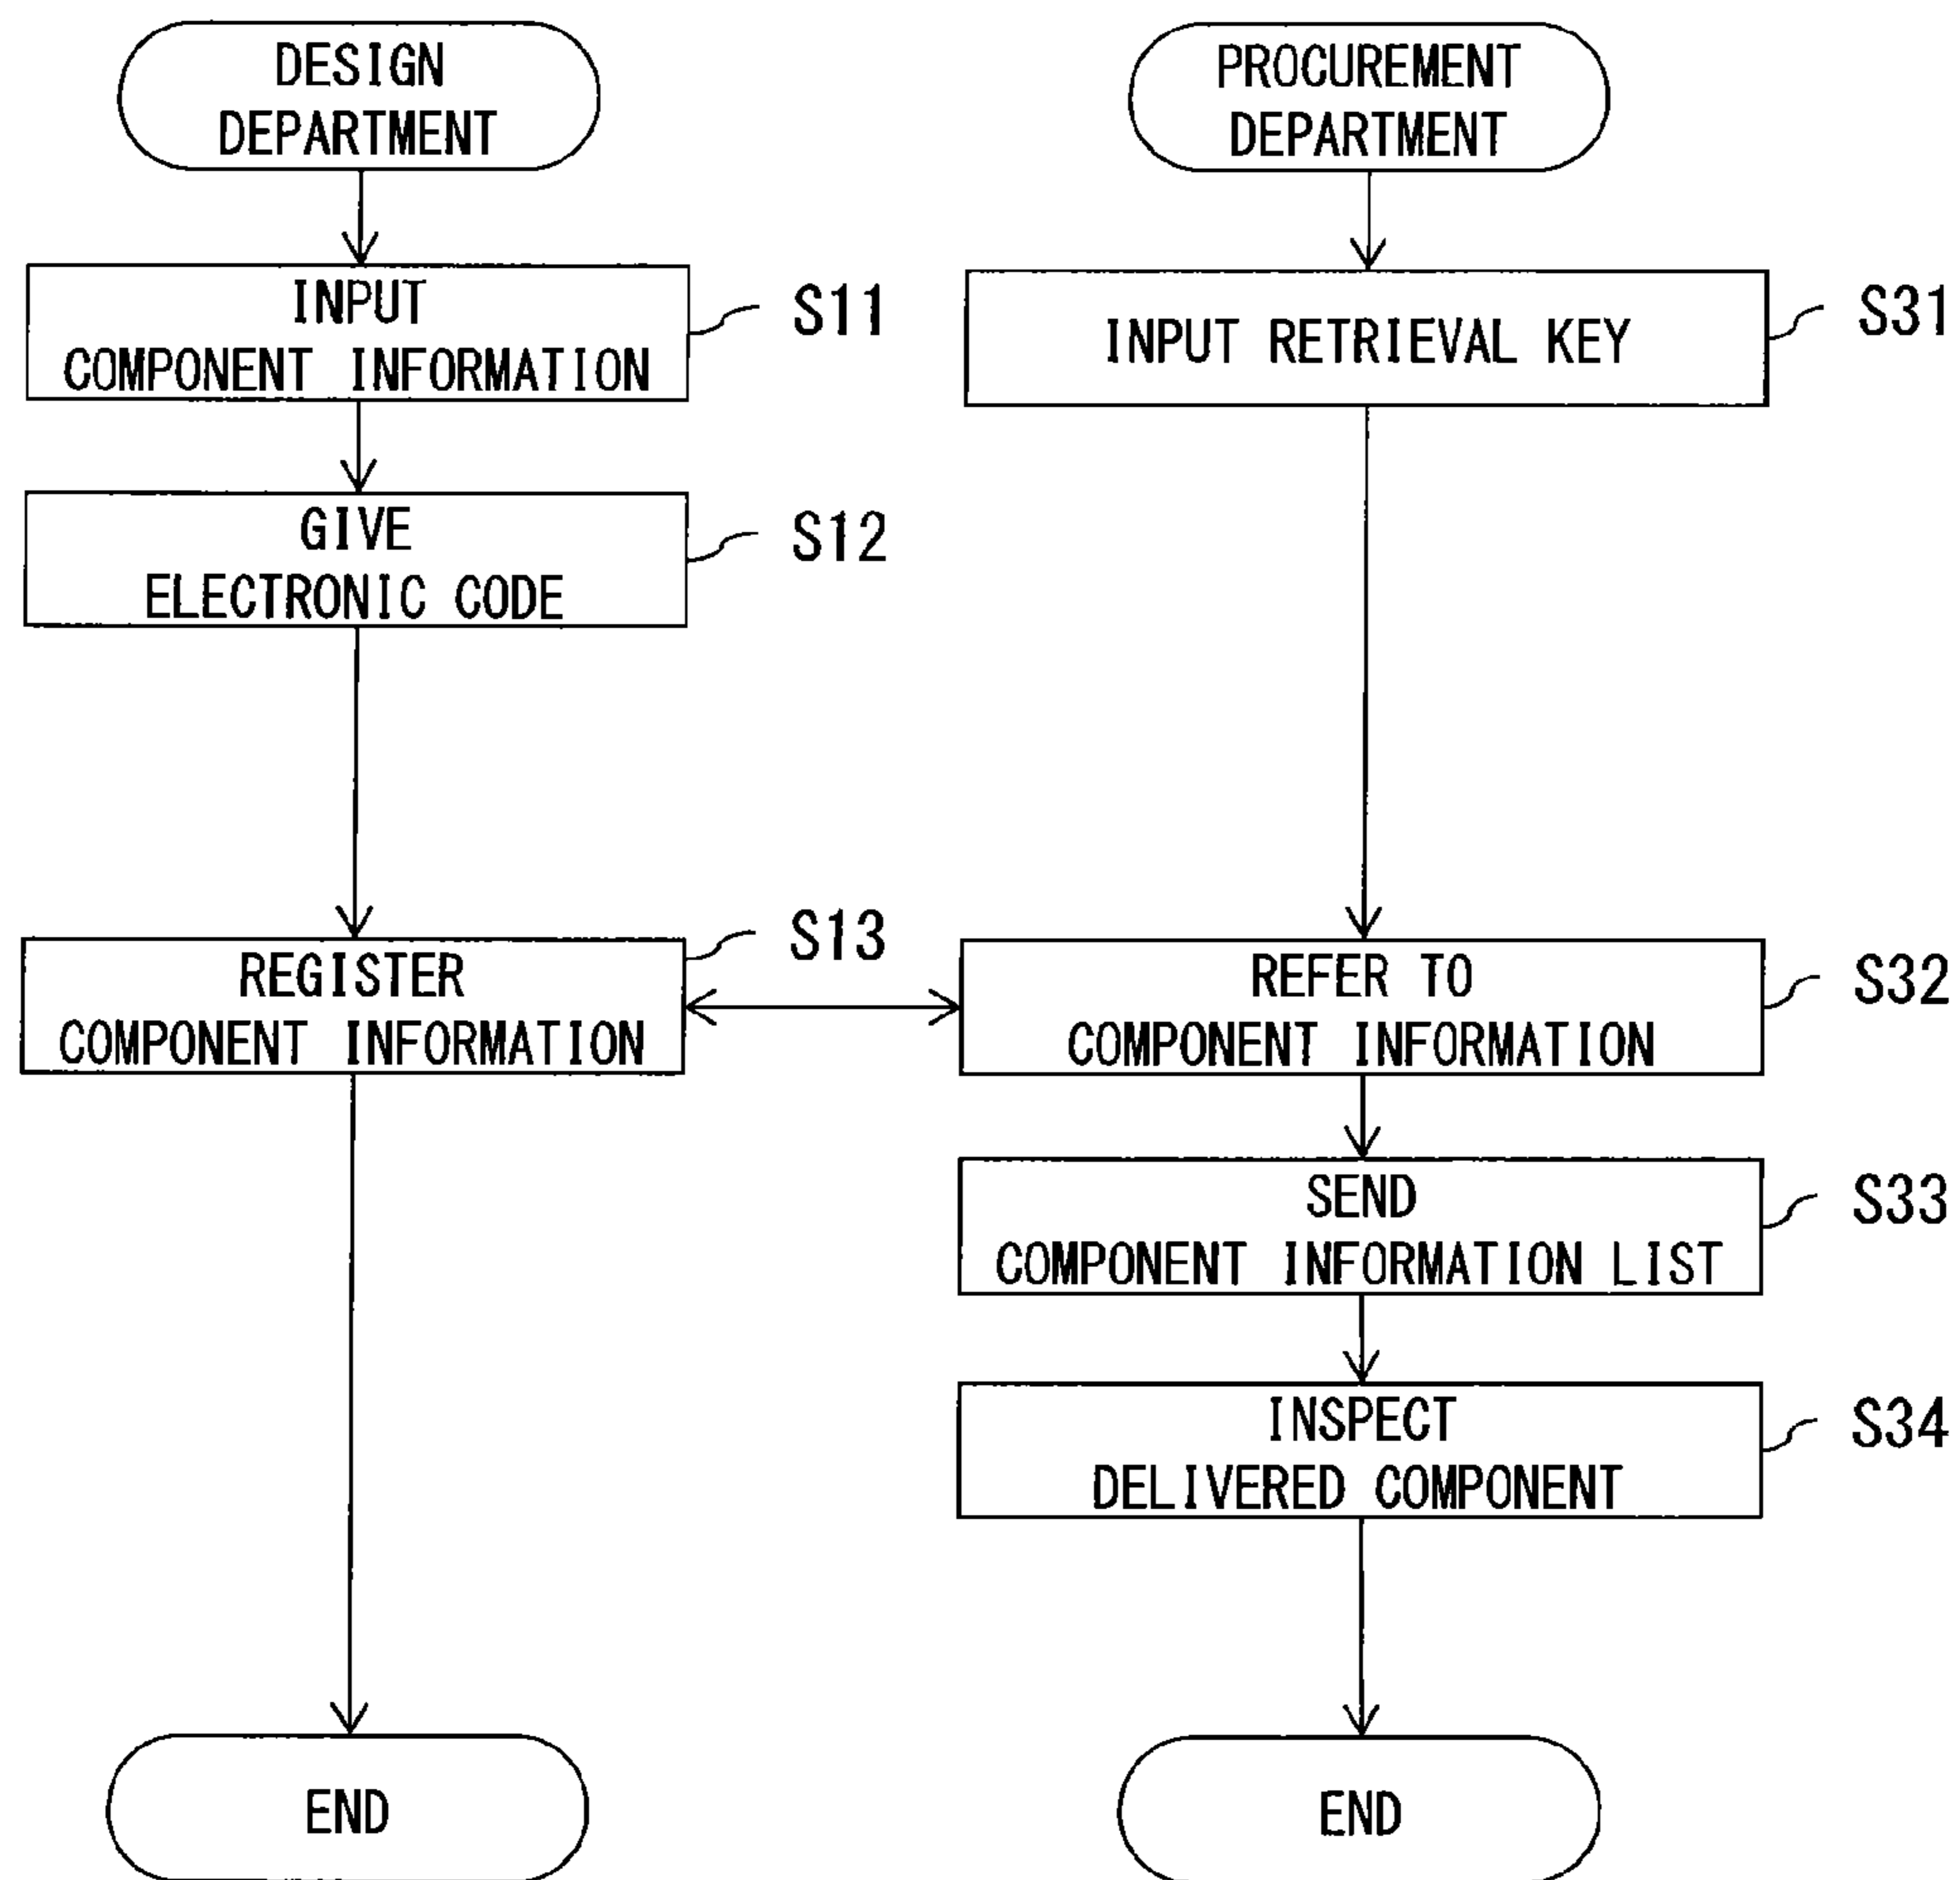 DESIGN
DEPARTMENT
INPUT
COMPONENT INFORMATION
S11
GIVE
ELECTRONIC CODE
S12
REGISTER
COMPONENT INFORMATION
S13
END
PROCUREMENT
DEPARTMENT
INPUT RETRIEVAL KEY
S31
REFER TO
COMPONENT INFORMATION
S32
SEND
COMPONENT INFORMATION LIST
S33
INSPECT
DELIVERED COMPONENT
S34
END